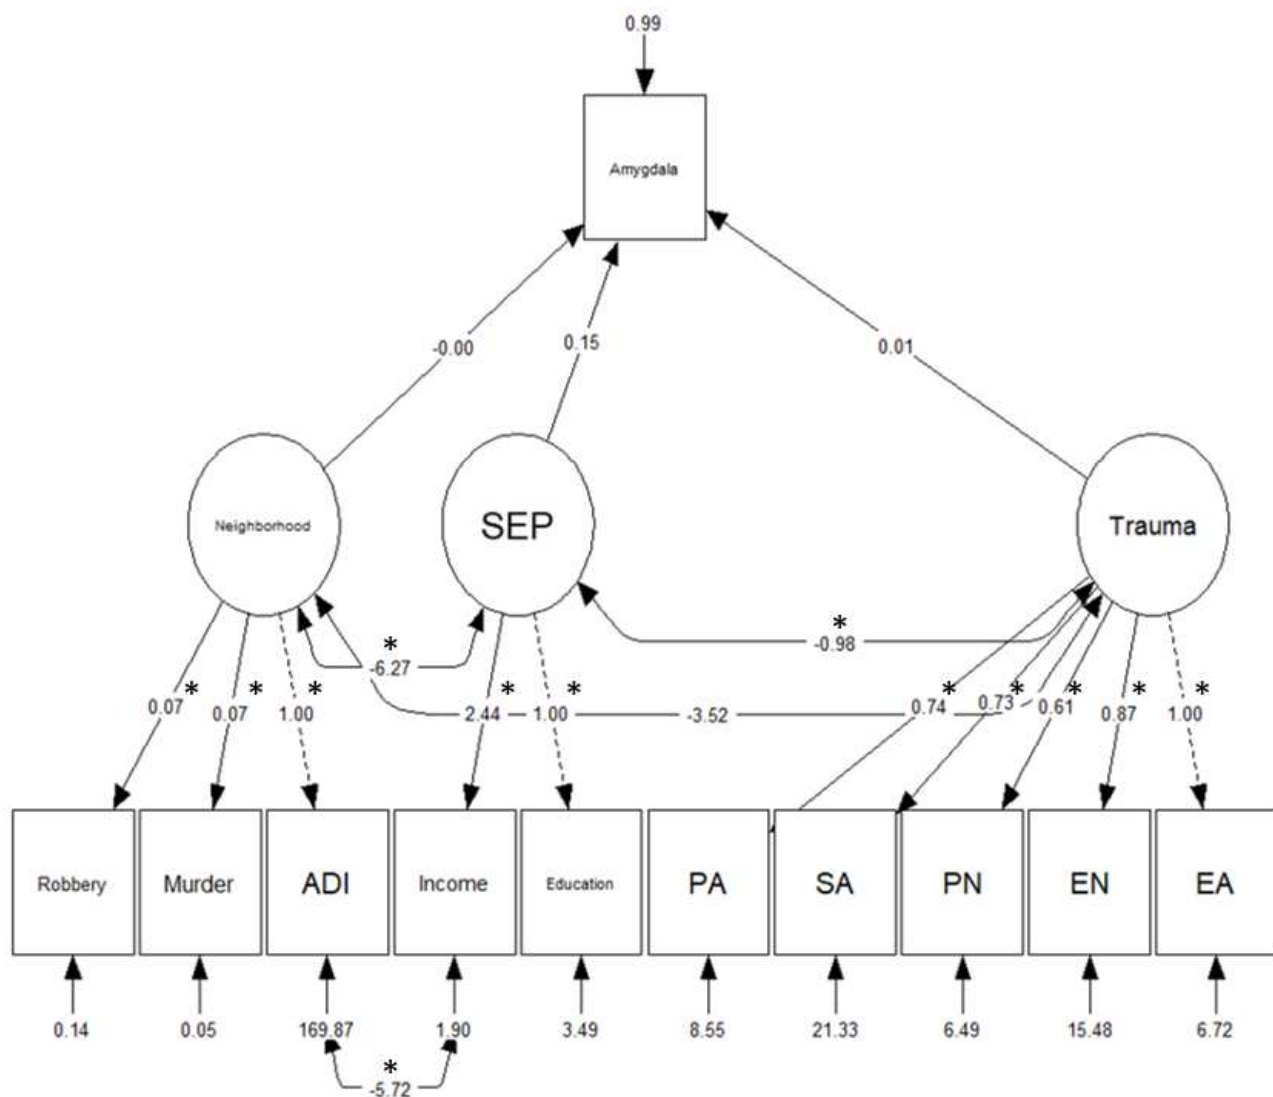 0.99
Amygdala
-0.00
0.15
0.01
Neighborhood
SEP
Trauma
*
-6.27
*
-0.98
0.07 *
0.07 *
1.00 *
2.44 *
1.00 *
-3.52
0.74 *
0.73 *
0.61 *
0.87 *
1.00 *
Robbery
Murder
ADI
Income
Education
PA
SA
PN
EN
EA
0.14
0.05
169.87
1.90
3.49
8.55
21.33
6.49
15.48
6.72
*
-5.72